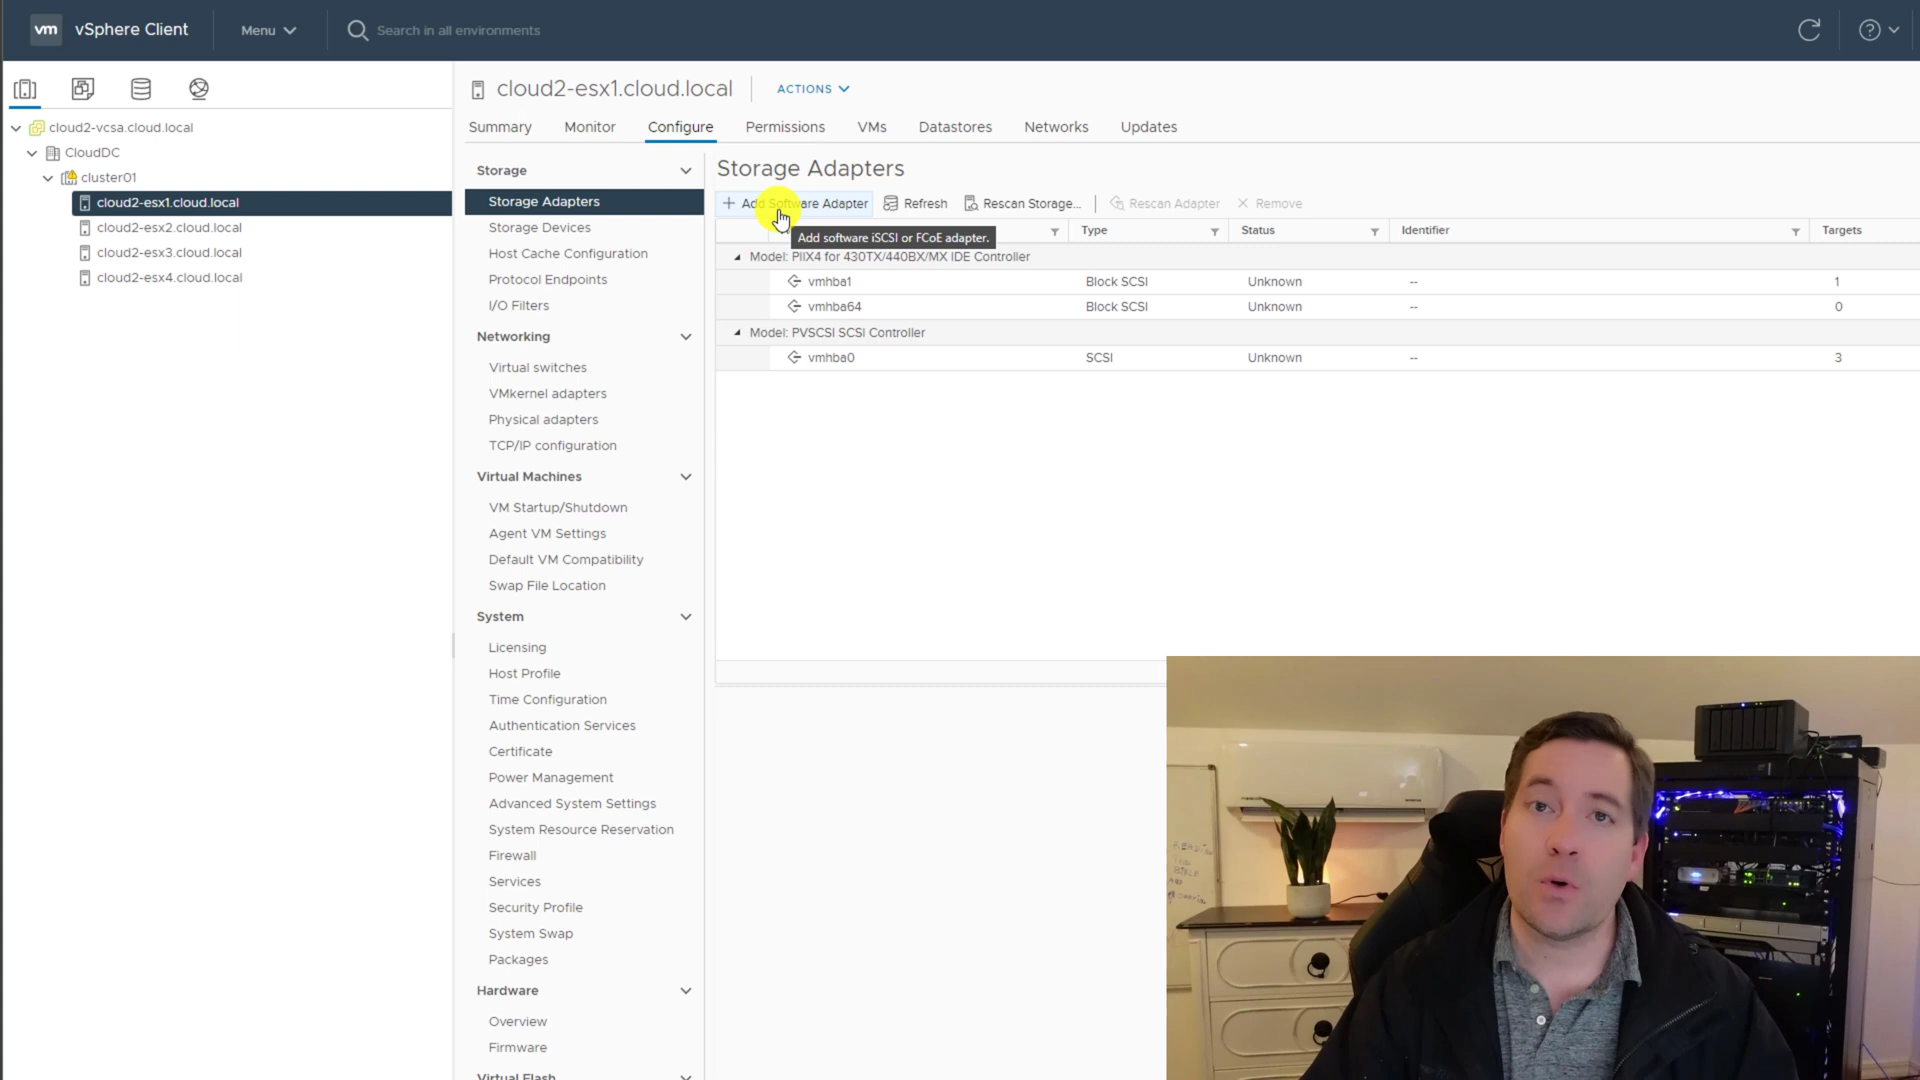 vm vSphere Client Menu Search in all environments
cloud2-vcsa.cloud.local
CloudDC
cluster01
cloud2-esx1.cloud.local
cloud2-esx2.cloud.local
cloud2-esx3.cloud.local
cloud2-esx4.cloud.local
cloud2-esx1.cloud.local ACTIONS
Summary Monitor Configure Permissions VMs Datastores Networks Updates
Storage
Storage Adapters
Storage Devices
Host Cache Configuration
Protocol Endpoints
I/O Filters
Networking
Virtual switches
VMkernel adapters
Physical adapters
TCP/IP configuration
Virtual Machines
VM Startup/Shutdown
Agent VM Settings
Default VM Compatibility
Swap File Location
System
Licensing
Host Profile
Time Configuration
Authentication Services
Certificate
Power Management
Advanced System Settings
System Resource Reservation
Firewall
Services
Security Profile
System Swap
Packages
Hardware
Overview
Firmware
Virtual Flash
Storage Adapters
+ Add Software Adapter Refresh Rescan Storage... Rescan Adapter × Remove
Type Status Identifier Targets
Add software iSCSI or FCoE adapter.
Model: PIIX4 for 430TX/440BX/MX IDE Controller
vmhba1 Block SCSI Unknown -- 1
vmhba64 Block SCSI Unknown -- 0
Model: PVSCSI SCSI Controller
vmhba0 SCSI Unknown -- 3